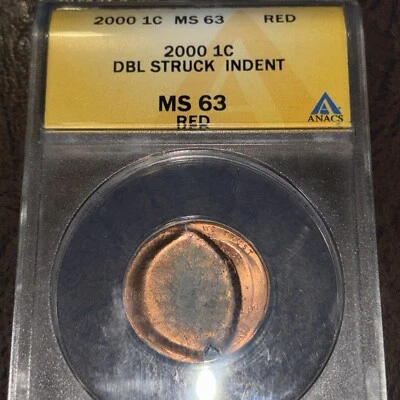 2000 1C MS 63 RED
2000 1C
DBL STRUCK INDENT
MS 63
RED
ANACS